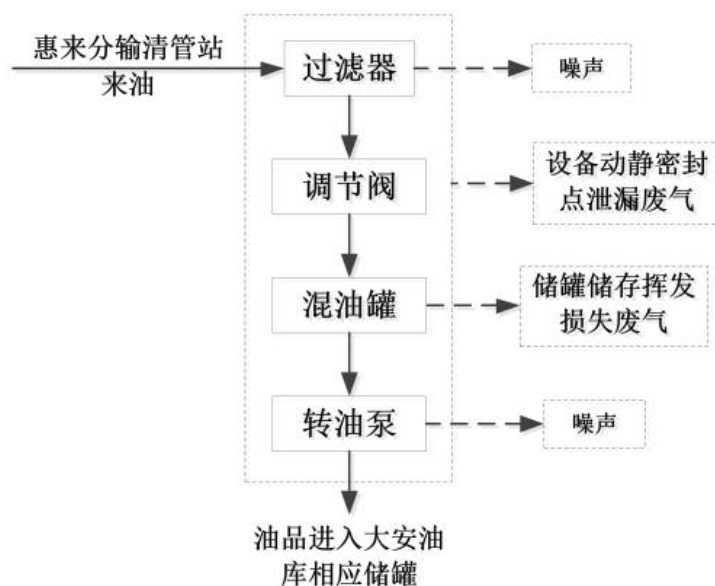 惠来分输清管站
来油
过滤器
噪声
调节阀
设备动静密封
点泄漏废气
混油罐
储罐储存挥发
损失废气
转油泵
噪声
油品进入大安油
库相应储罐